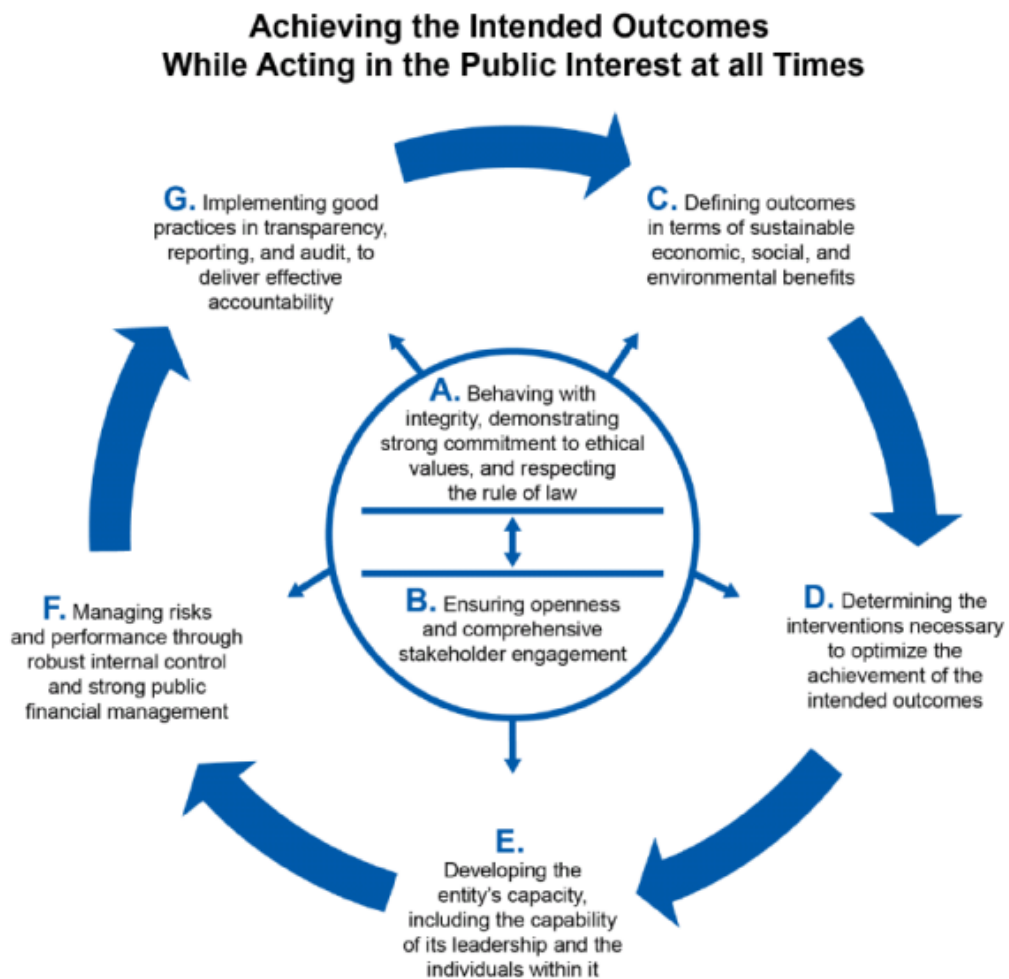 Achieving the Intended Outcomes
While Acting in the Public Interest at all Times
G. Implementing good
practices in transparency,
reporting, and audit, to
deliver effective
accountability
C. Defining outcomes
in terms of sustainable
economic, social, and
environmental benefits
A. Behaving with
integrity, demonstrating
strong commitment to ethical
values, and respecting
the rule of law
B. Ensuring openness
and comprehensive
stakeholder engagement
F. Managing risks
and performance through
robust internal control
and strong public
financial management
D. Determining the
interventions necessary
to optimize the
achievement of the
intended outcomes
E.
Developing the
entity's capacity,
including the capability
of its leadership and the
individuals within it